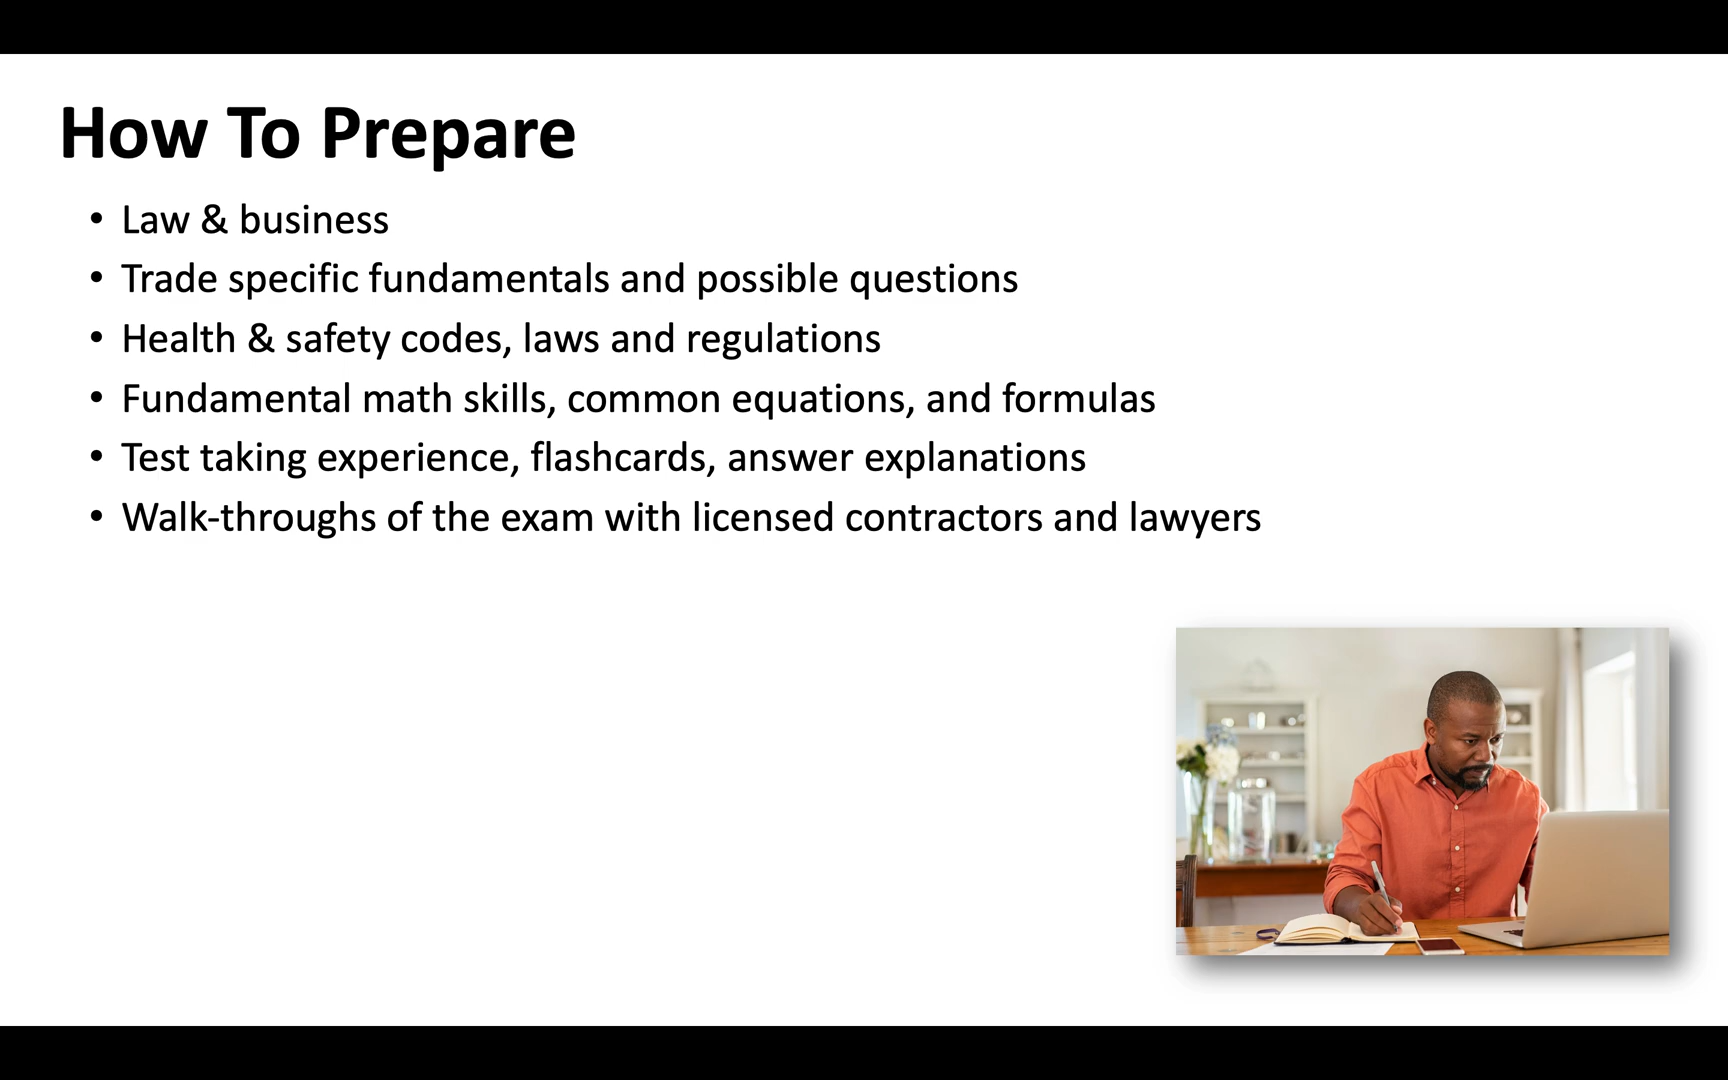 How To Prepare
• Law & business
• Trade specific fundamentals and possible questions
• Health & safety codes, laws and regulations
• Fundamental math skills, common equations, and formulas
• Test taking experience, flashcards, answer explanations
• Walk-throughs of the exam with licensed contractors and lawyers